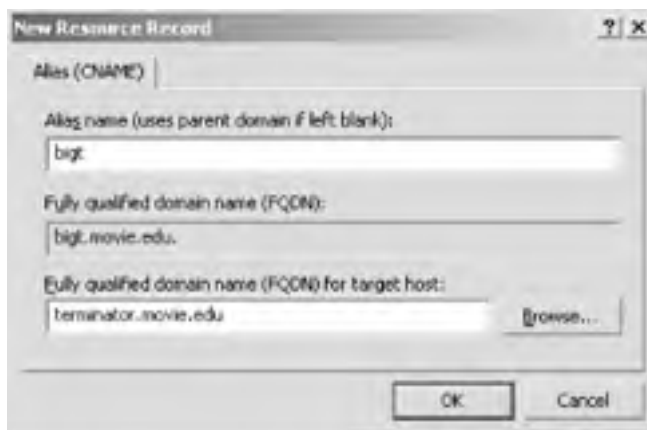 New Resource Record
Alias (CNAME)
Alias name (uses parent domain if left blank):
bigt
Fully qualified domain name (FQDN):
bigt.movie.edu.
Fully qualified domain name (FQDN) for target host:
terminator.movie.edu
Browse...
OK
Cancel